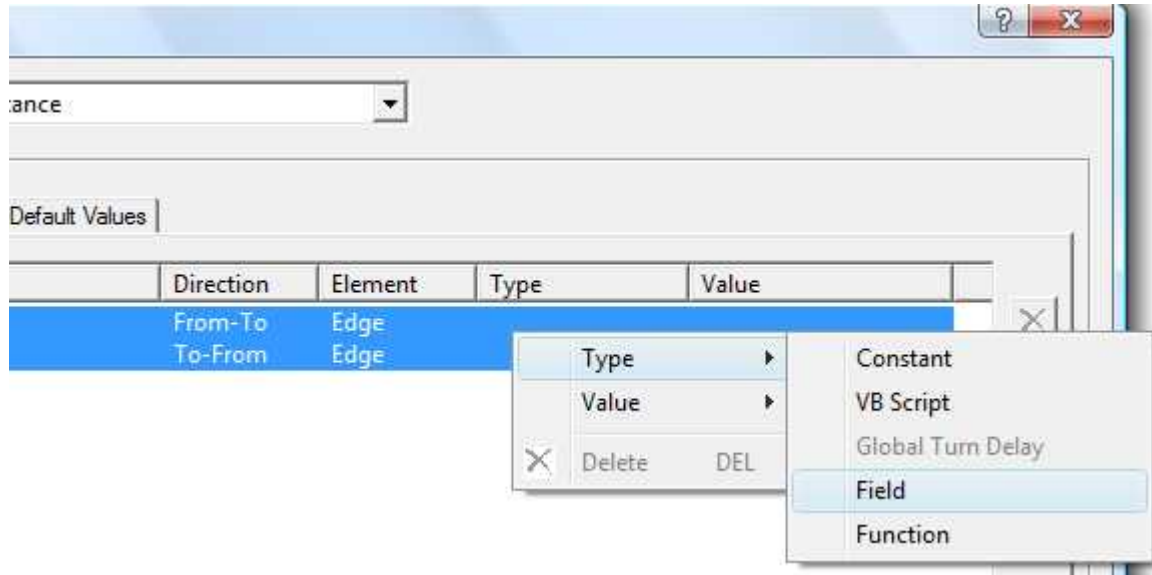 ?
tance
Default Values
Direction Element Type Value
From-To Edge
To-From Edge
Type
Value
Delete DEL
Constant
VB Script
Global Turn Delay
Field
Function